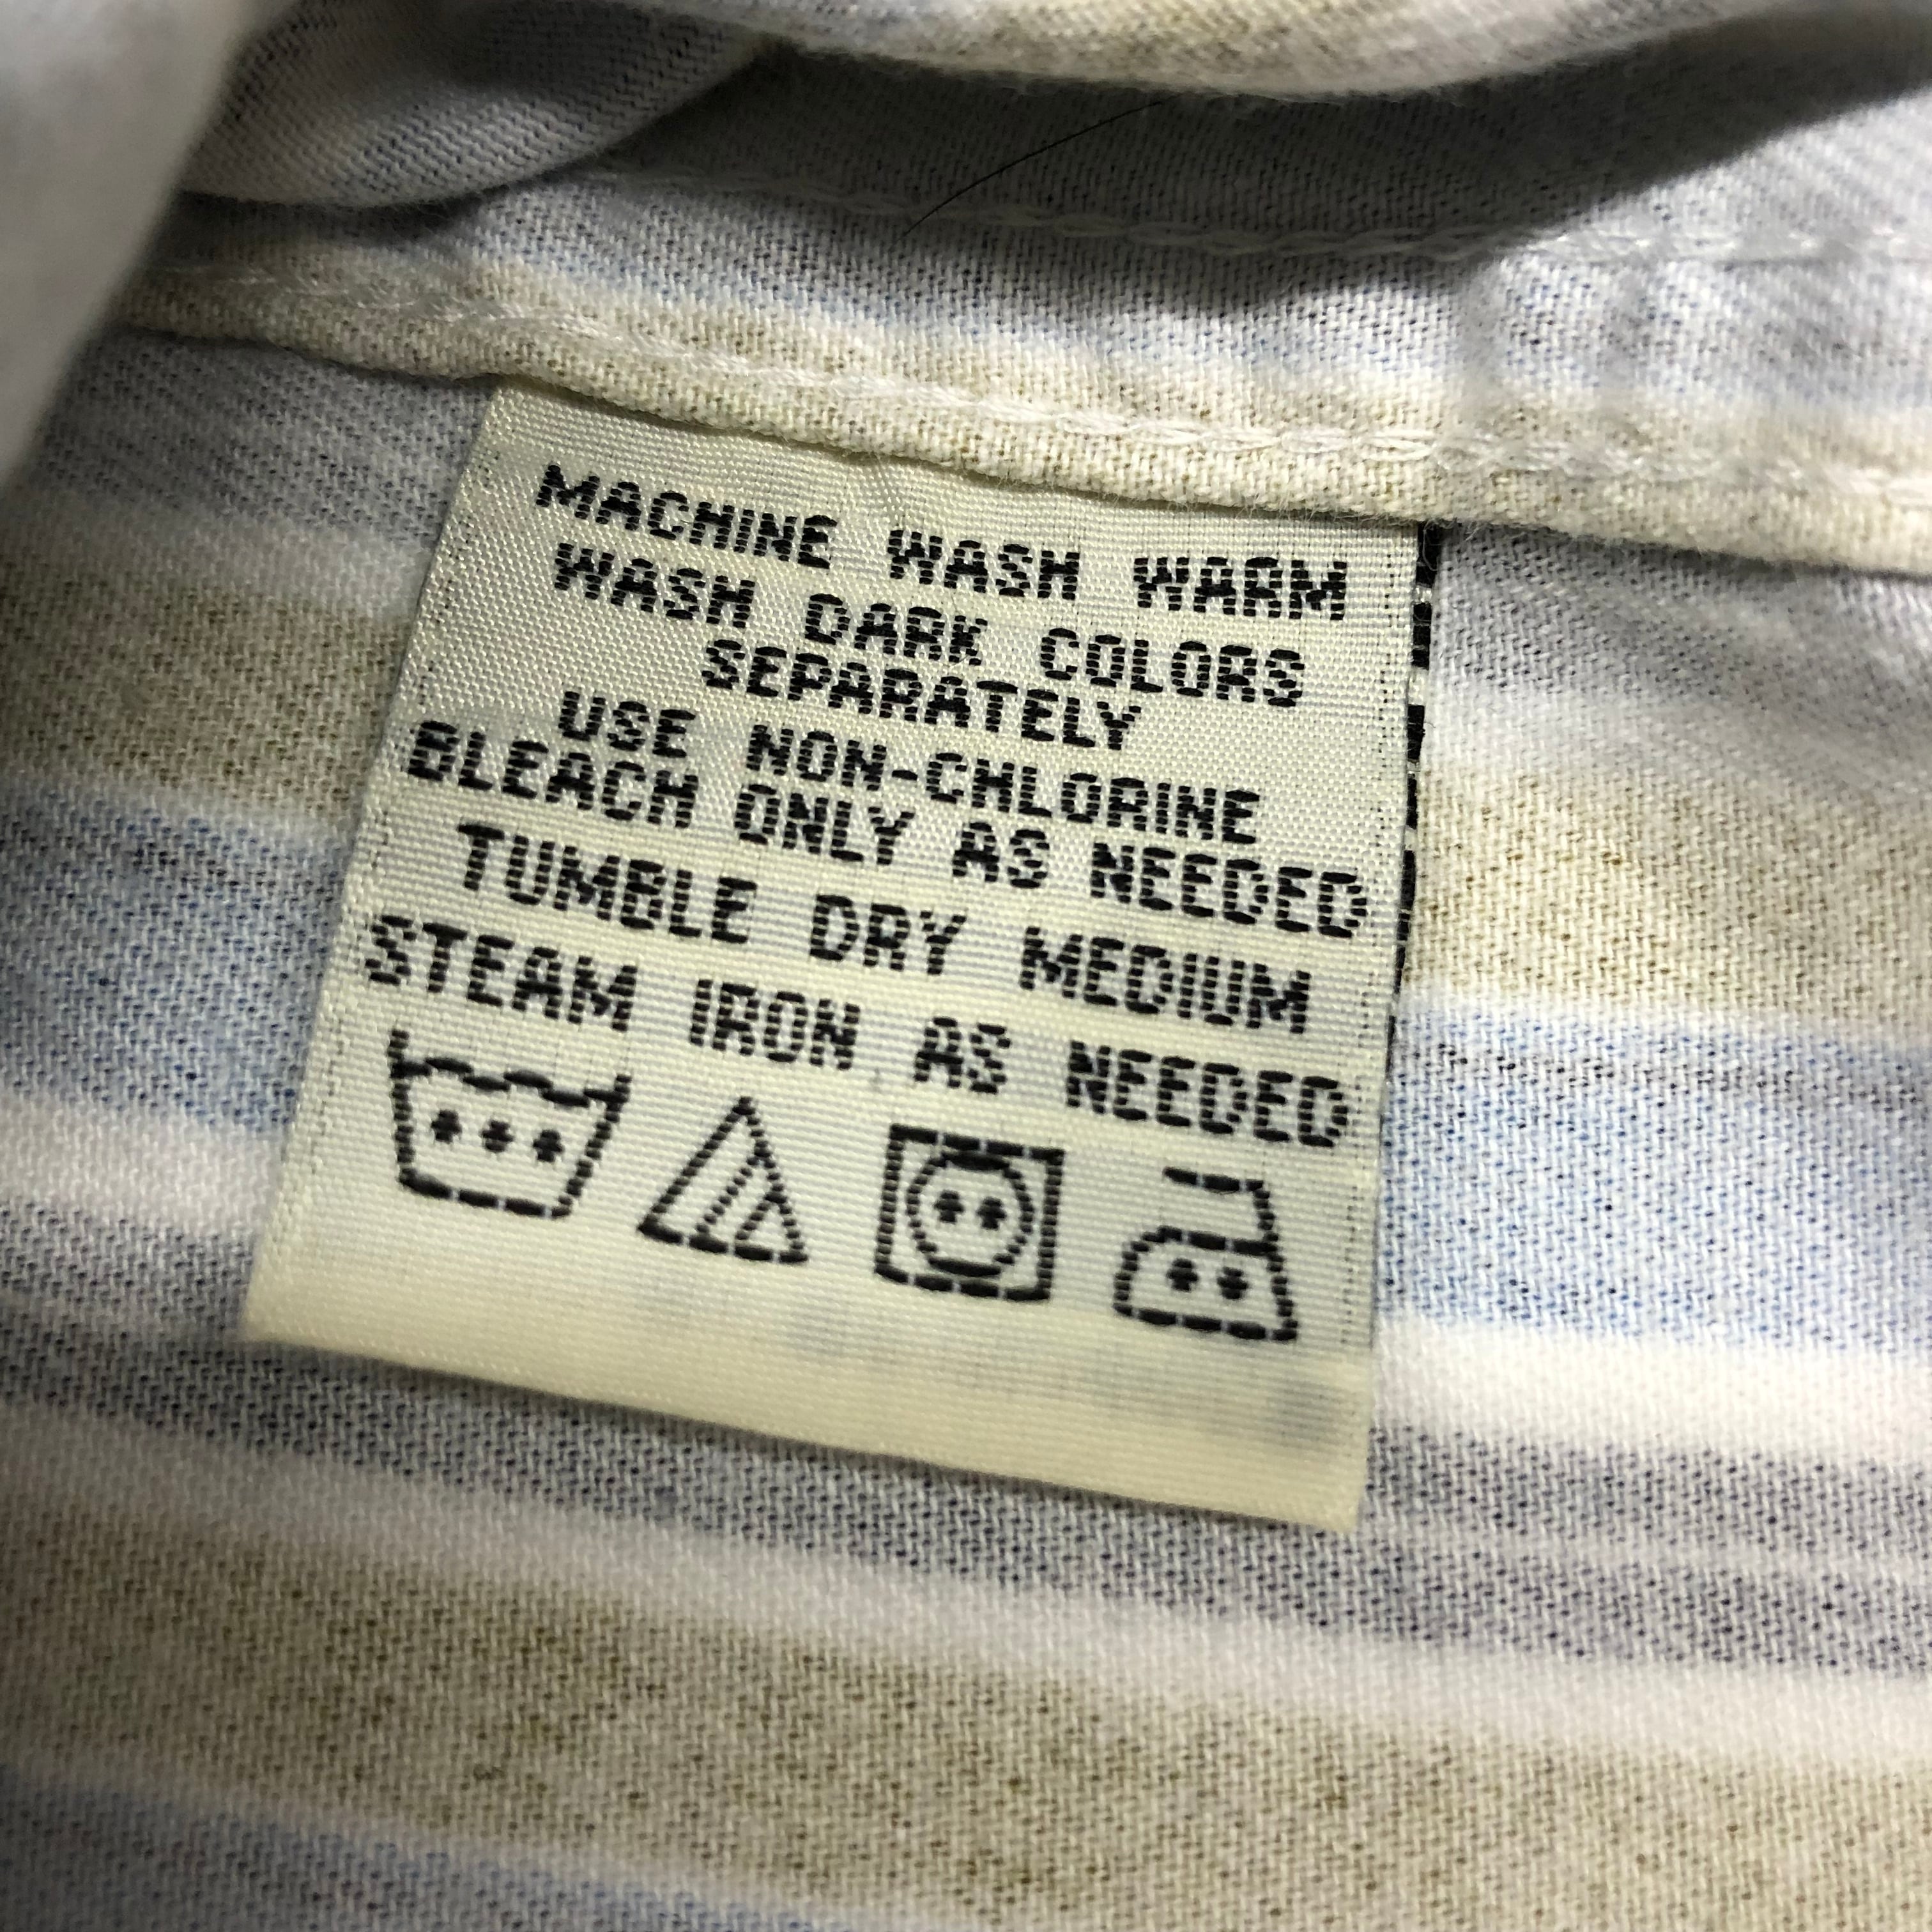 MACHINE WASH WARM
WASH DARK COLORS
SEPARATELY
USE NON-CHLORINE
BLEACH ONLY AS NEEDED
TUMBLE DRY MEDIUM
STEAM IRON AS NEEDED